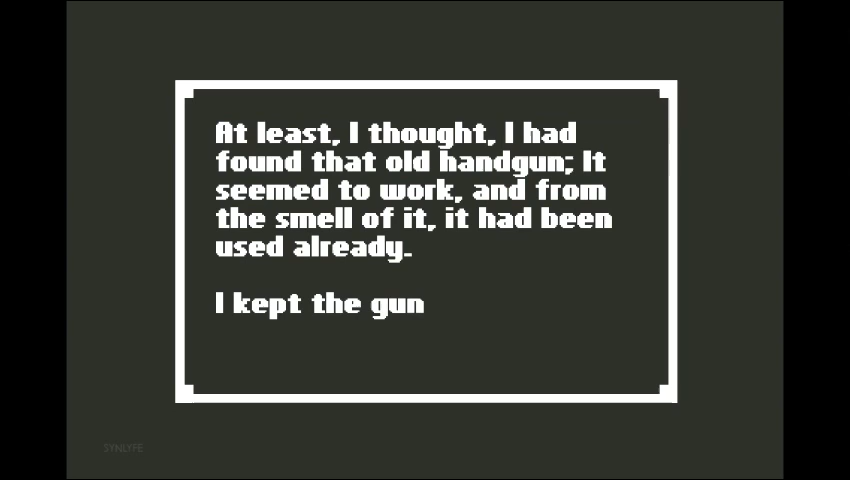 At least, I thought, I had
found that old handgun; It
seemed to work, and from
the smell of it, it had been
used already.
I kept the gun
SYNLYFE